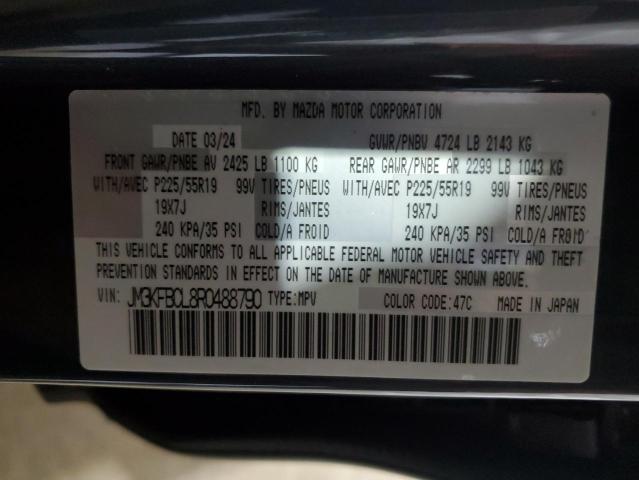 MFD. BY MAZDA MOTOR CORPORATION
DATE 03/24 GVWR/PNBV 4724 LB 2143 KG
FRONT GAWR/PNBE AV 2425 LB 1100 KG REAR GAWR/PNBE AR 2299 LB 1043 KG
WITH/AVEC P225/55R19 99V TIRES/PNEUS WITH/AVEC P225/55R19 99V TIRES/PNEUS
19X7J RIMS/JANTES 19X7J RIMS/JANTES
240 KPA/35 PSI COLD/A FROID 240 KPA/35 PSI COLD/A FROID
THIS VEHICLE CONFORMS TO ALL APPLICABLE FEDERAL MOTOR VEHICLE SAFETY AND THEFT
PREVENTION STANDARDS IN EFFECT ON THE DATE OF MANUFACTURE SHOWN ABOVE.
VIN: JM3KFBCL8R0488790 TYPE:MPV COLOR CODE:47C MADE IN JAPAN